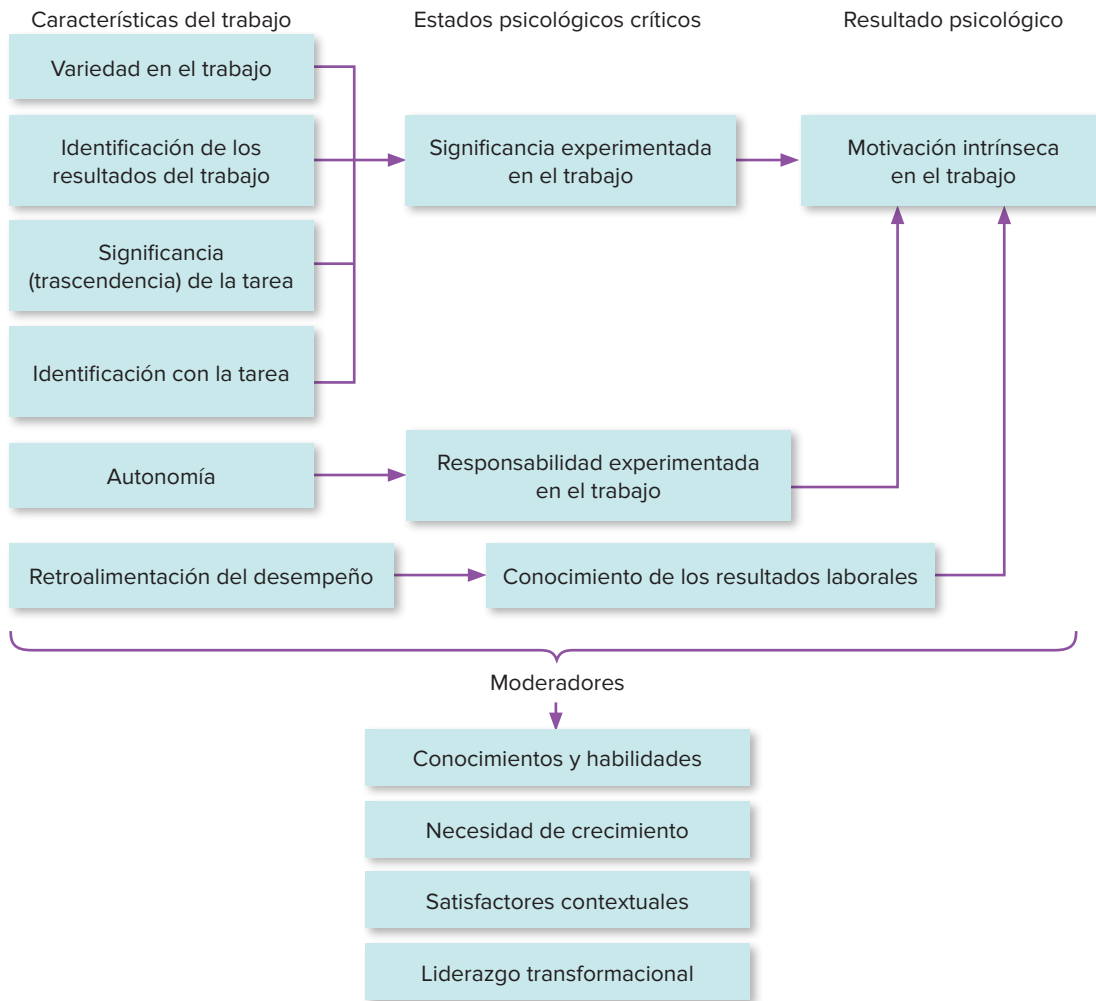 Características del trabajo
Estados psicológicos críticos
Resultado psicológico
Variedad en el trabajo
Identificación de los
resultados del trabajo
Significancia experimentada
en el trabajo
Motivación intrínseca
en el trabajo
Significancia
(trascendencia) de la tarea
Identificación con la tarea
Autonomía
Responsabilidad experimentada
en el trabajo
Retroalimentación del desempeño
Conocimiento de los resultados laborales
Moderadores
Conocimientos y habilidades
Necesidad de crecimiento
Satisfactores contextuales
Liderazgo transformacional